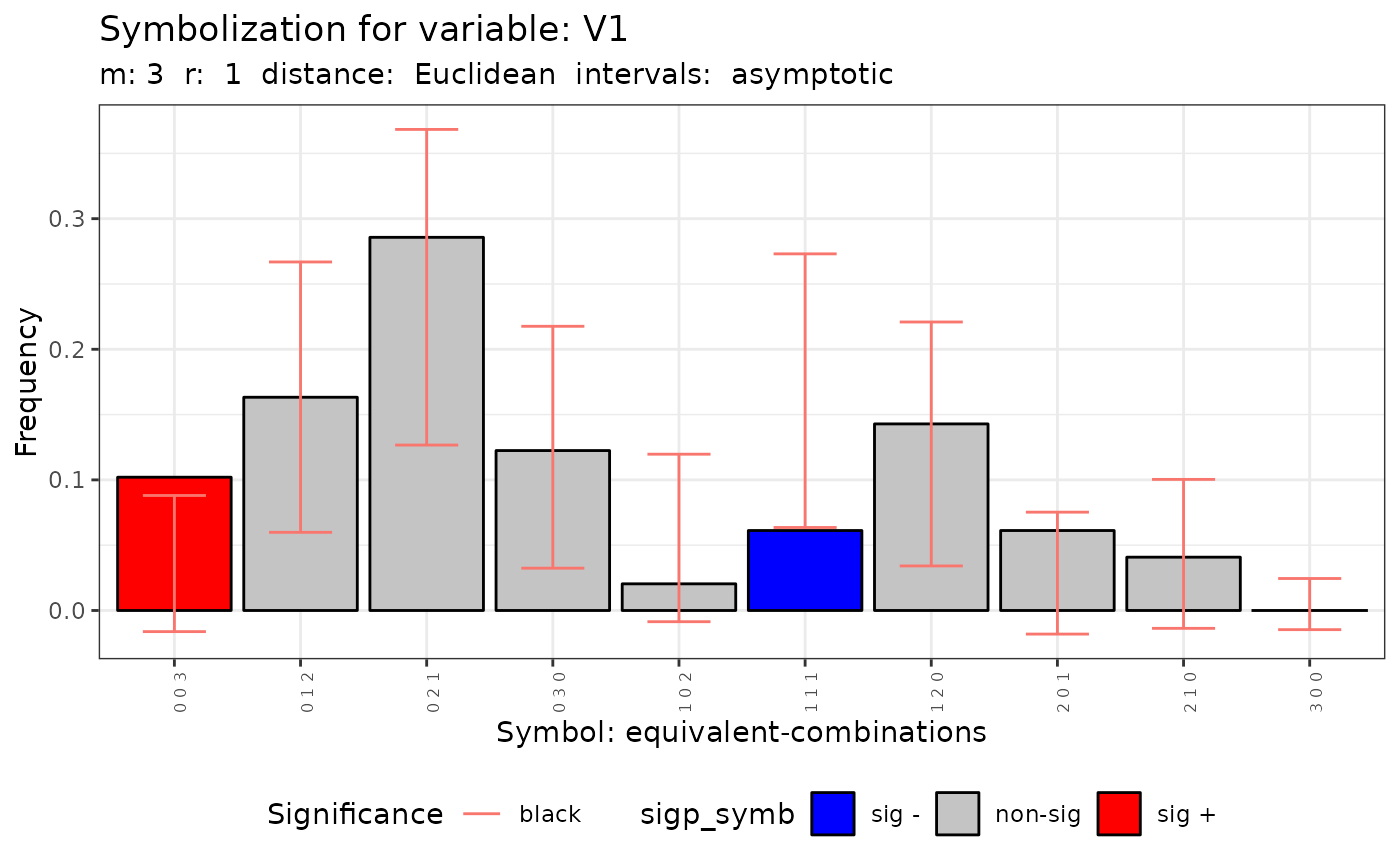 Symbolization for variable: V1
m: 3 r: 1 distance: Euclidean intervals: asymptotic
Frequency
0.3
0.2
0.1
0.0
0 0 3
0 1 2
0 2 1
0 3 0
1 0 2
1 1 1
1 2 0
2 0 1
2 1 0
3 0 0
Symbol: equivalent-combinations
Significance black sigp_symb sig - non-sig sig +